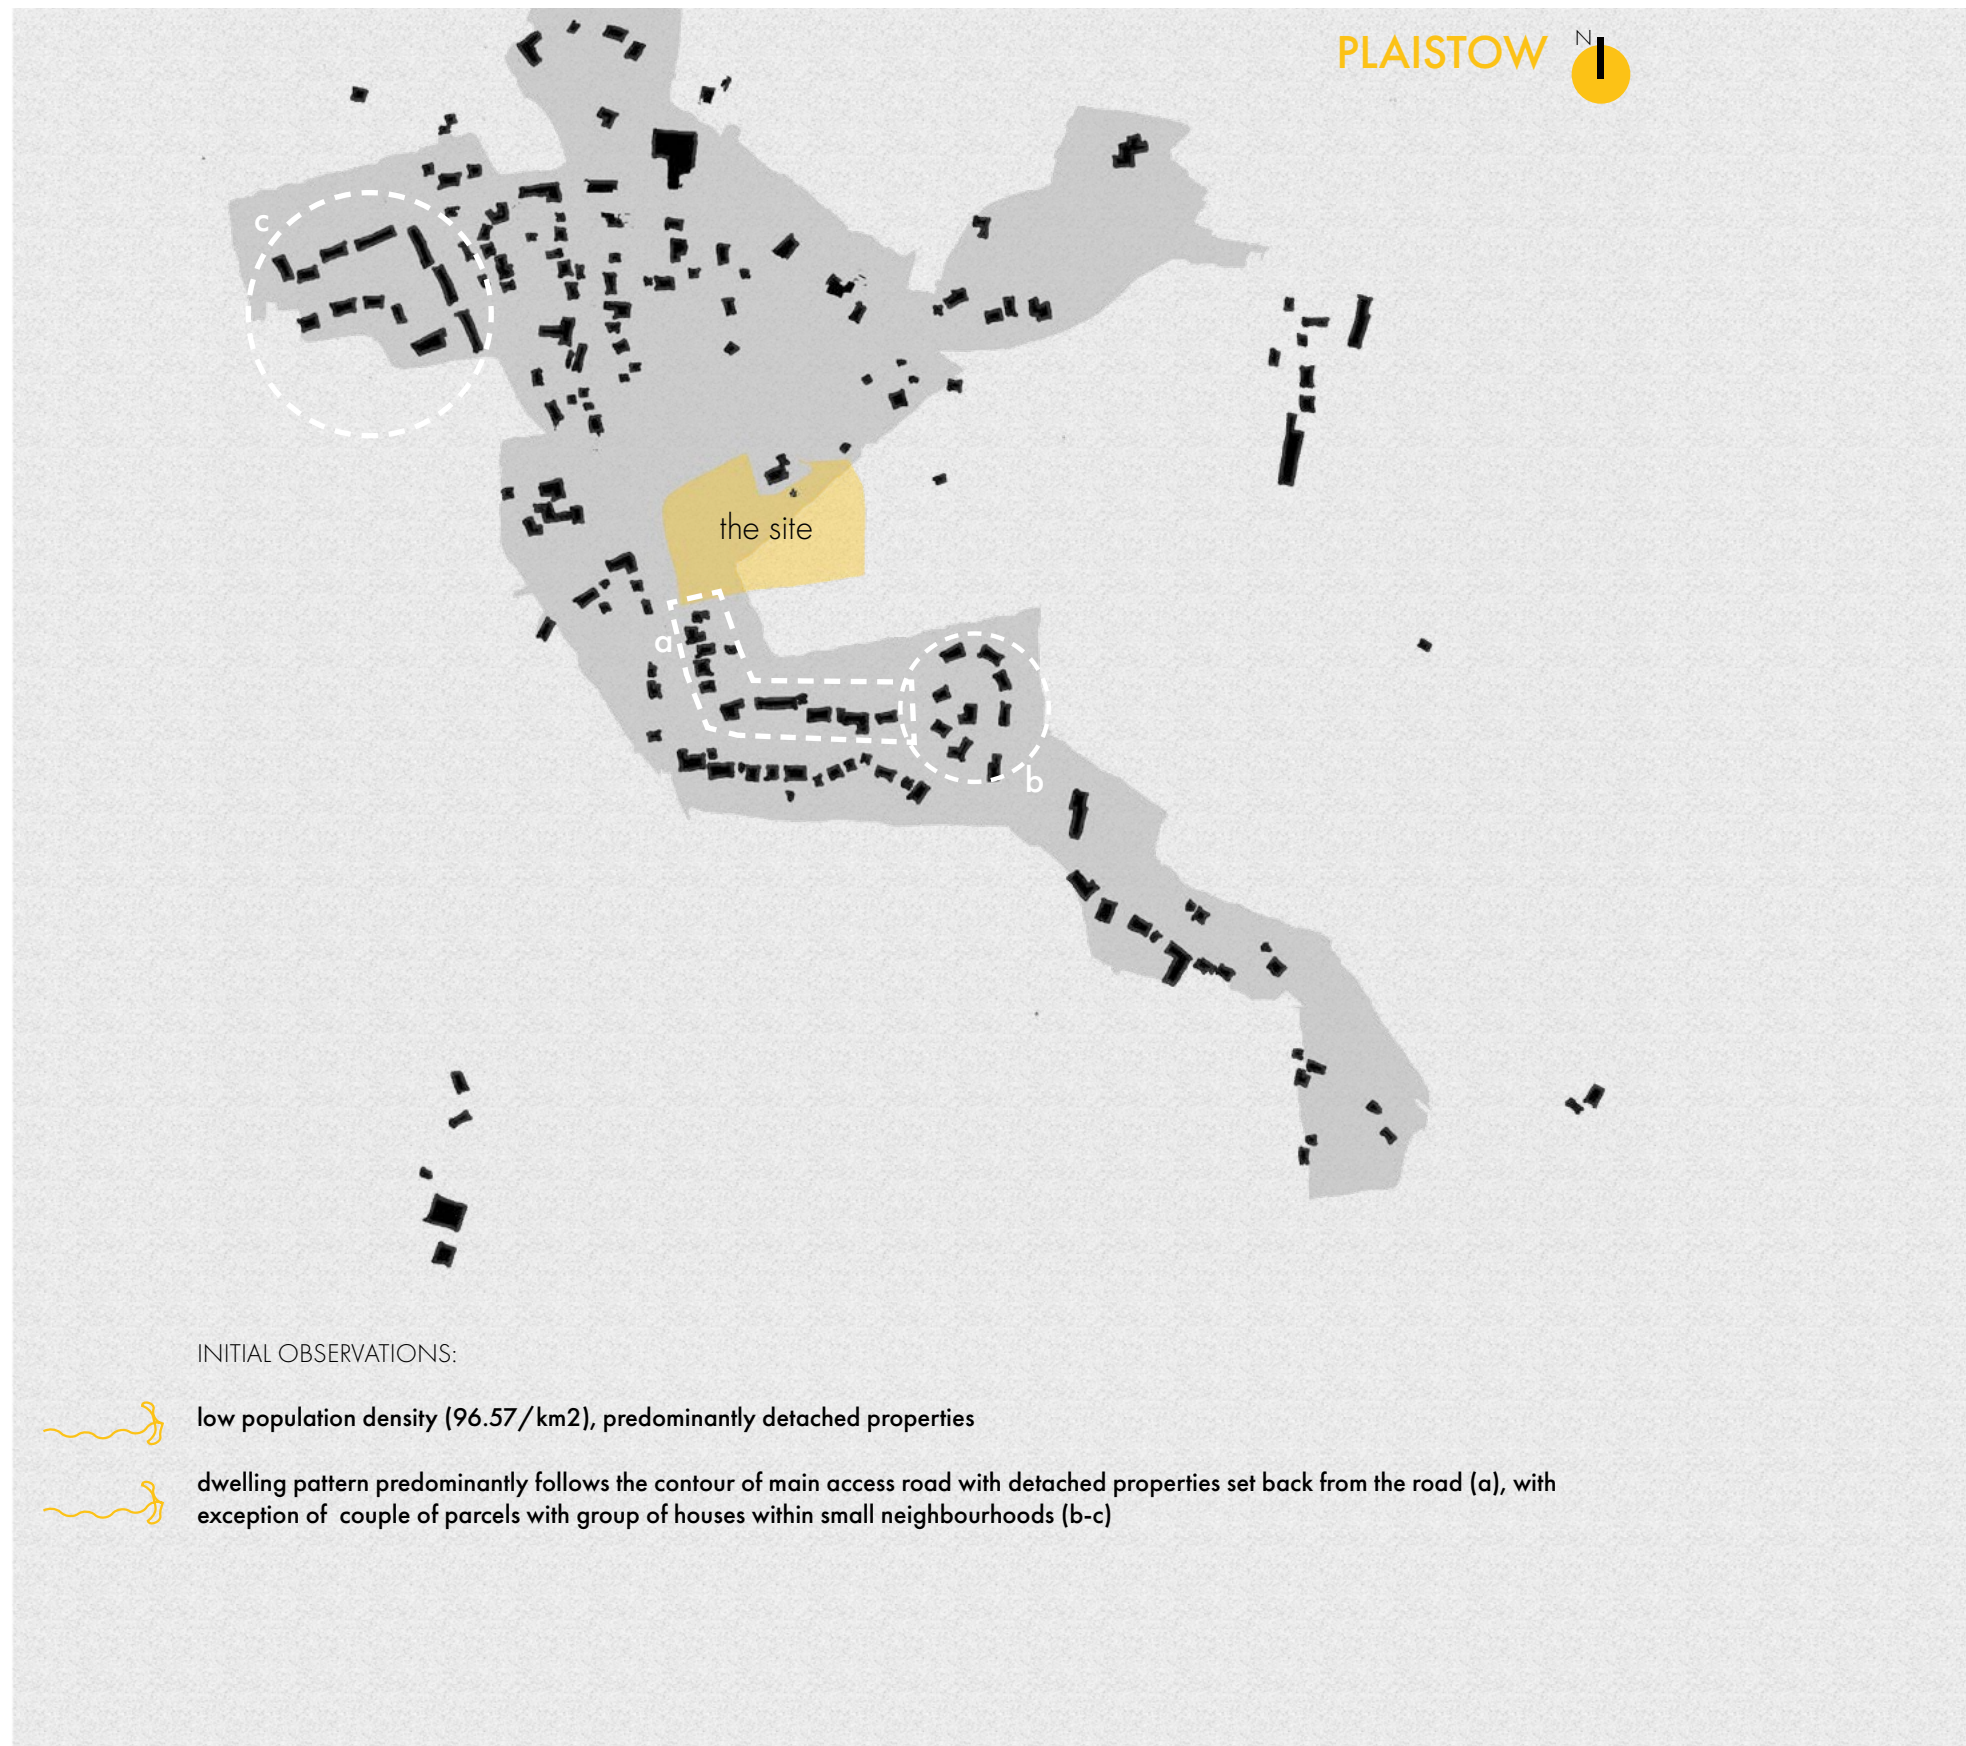 PLAISTOW
N
c
the site
a
b
INITIAL OBSERVATIONS:
low population density (96.57/km2), predominantly detached properties
dwelling pattern predominantly follows the contour of main access road with detached properties set back from the road (a), with
exception of  couple of parcels with group of houses within small neighbourhoods (b-c)